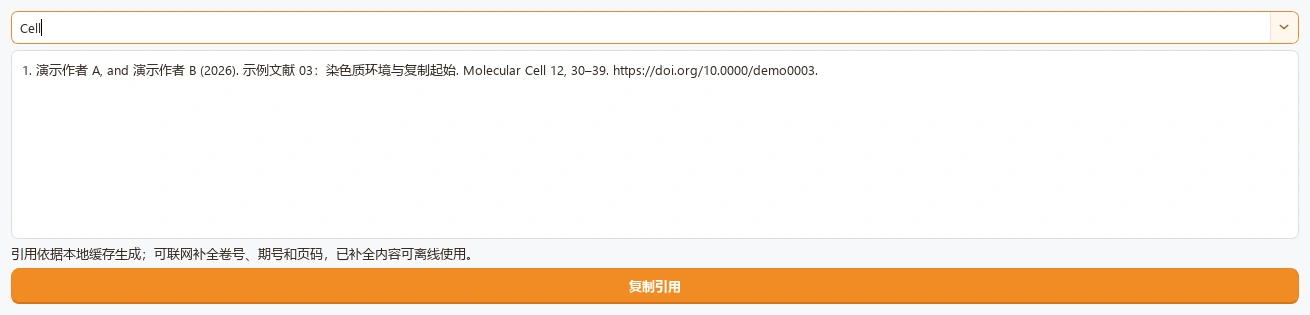 Cell
1. 演示作者 A, and 演示作者 B (2026). 示例文献 03：染色质环境与复制起始. Molecular Cell 12, 30–39. https://doi.org/10.0000/demo0003.
引用依据本地缓存生成；可联网补全卷号、期号和页码，已补全内容可离线使用。
复制引用